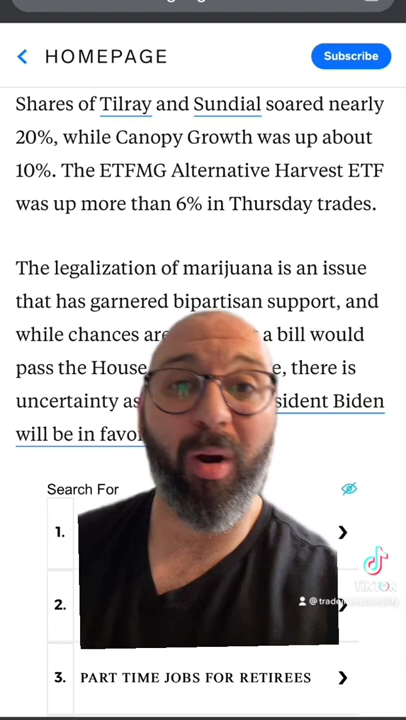 HOMEPAGE
Subscribe
Shares of Tilray and Sundial soared nearly
20%, while Canopy Growth was up about
10%. The ETFMG Alternative Harvest ETF
was up more than 6% in Thursday trades.
The legalization of marijuana is an issue
that has garnered bipartisan support, and
while chances are a bill would
pass the House there is
uncertainty as sident Biden
will be in favo
Search For
1.
2.
TikTok
3. PART TIME JOBS FOR RETIREES